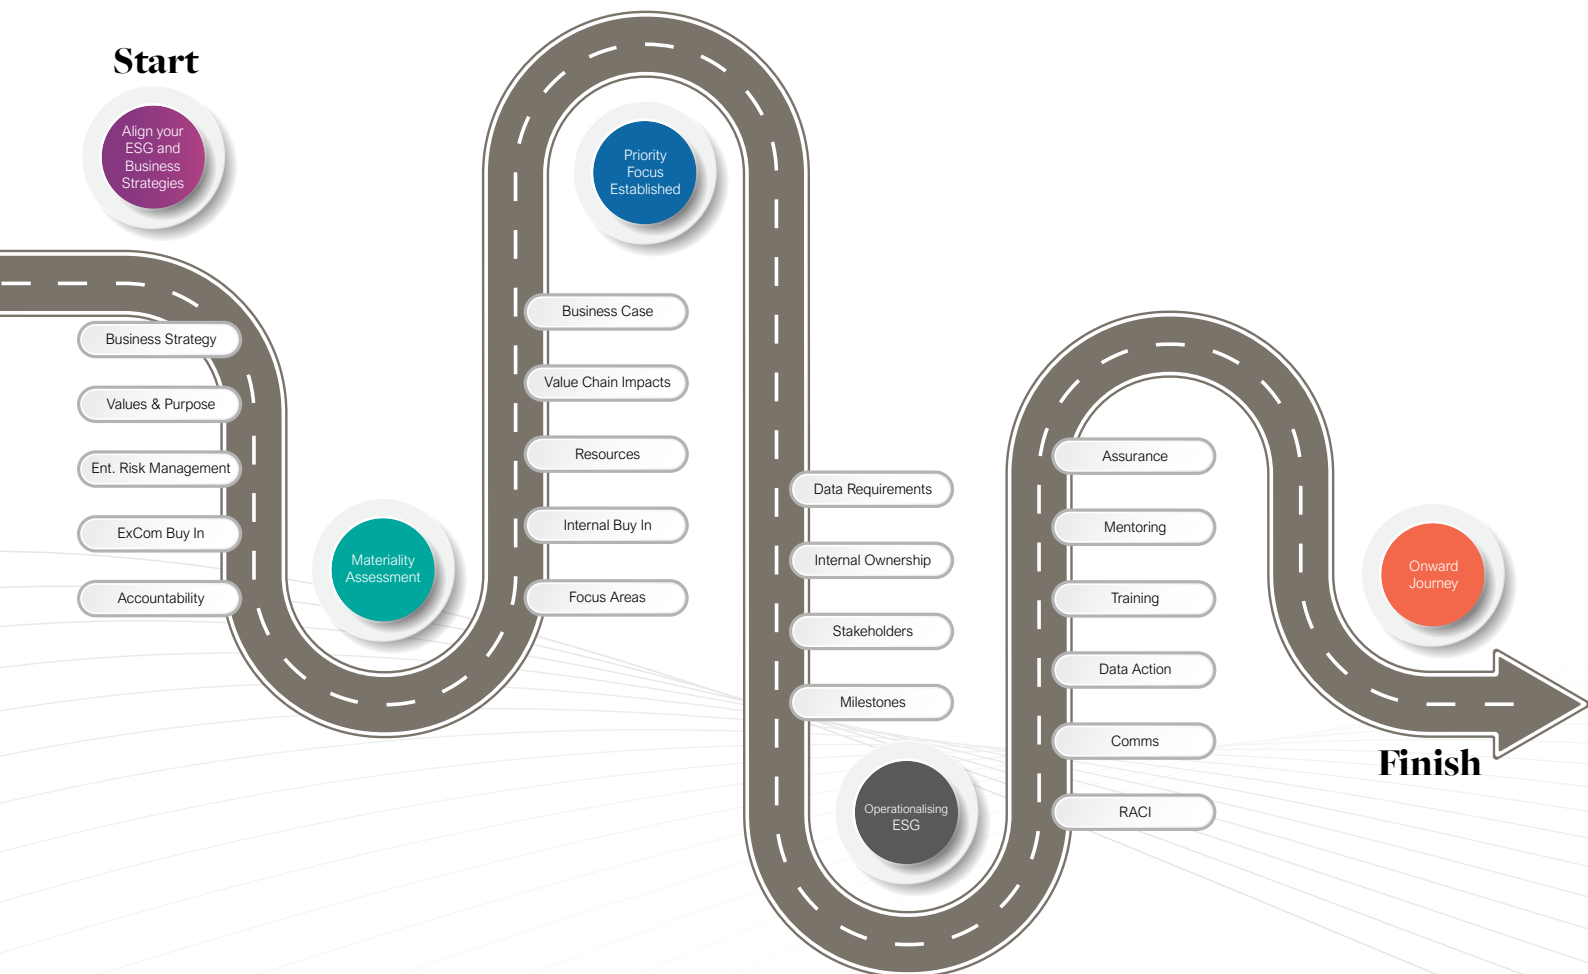 Start
Align your
ESG and
Business
Strategies
Business Strategy
Values & Purpose
Ent. Risk Management
ExCom Buy In
Accountability
Materiality
Assessment
Priority
Focus
Established
Business Case
Value Chain Impacts
Resources
Internal Buy In
Focus Areas
Data Requirements
Internal Ownership
Stakeholders
Milestones
Operationalising
ESG
Assurance
Mentoring
Training
Data Action
Comms
RACI
Onward
Journey
Finish